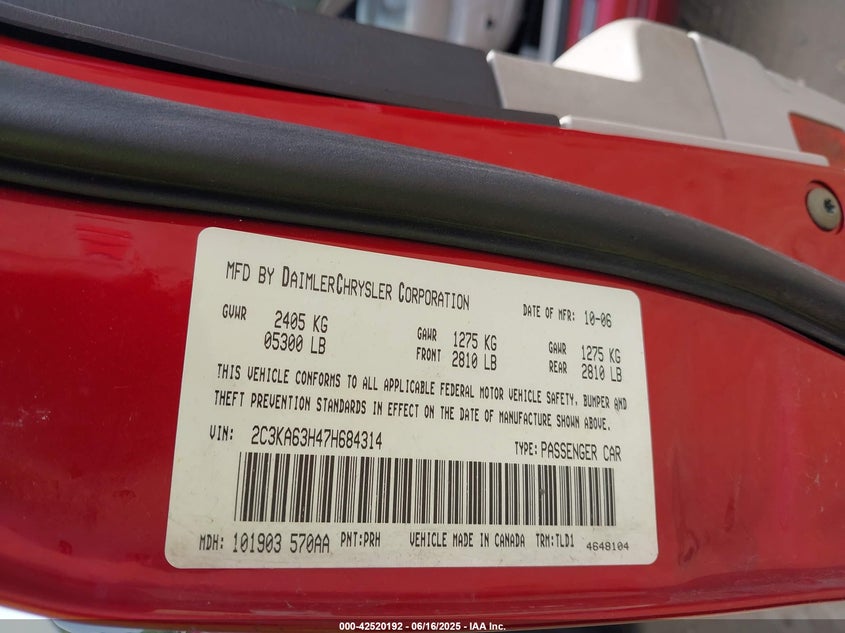 MFD BY DAIMLERCHRYSLER CORPORATION
DATE OF MFR: 10-06
GVWR 2405 KG
05300 LB
GAWR 1275 KG
FRONT 2810 LB
GAWR 1275 KG
REAR 2810 LB
THIS VEHICLE CONFORMS TO ALL APPLICABLE FEDERAL MOTOR VEHICLE SAFETY, BUMPER AND
THEFT PREVENTION STANDARDS IN EFFECT ON THE DATE OF MANUFACTURE SHOWN ABOVE.
VIN: 2C3KA63H47H684314
TYPE: PASSENGER CAR
MDH: 101903 570AA PNT: PRH VEHICLE MADE IN CANADA TRM: TLD1 4648104
000-42520192 - 06/16/2025 - IAA Inc.